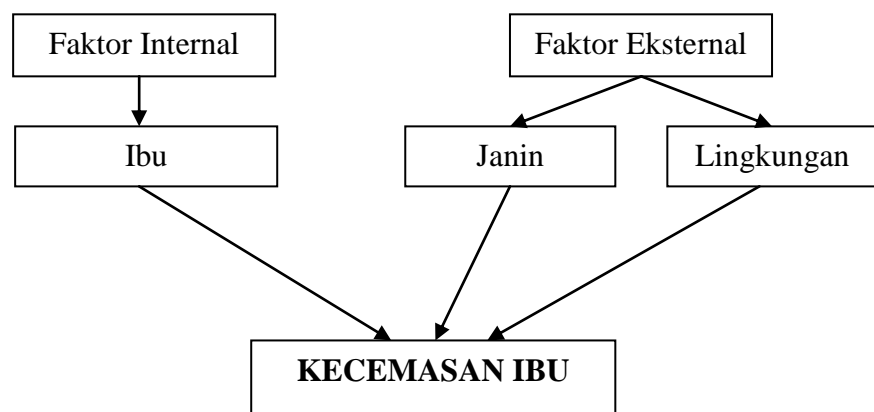 Faktor Internal
Faktor Eksternal
Ibu
Janin
Lingkungan
KECEMASAN IBU